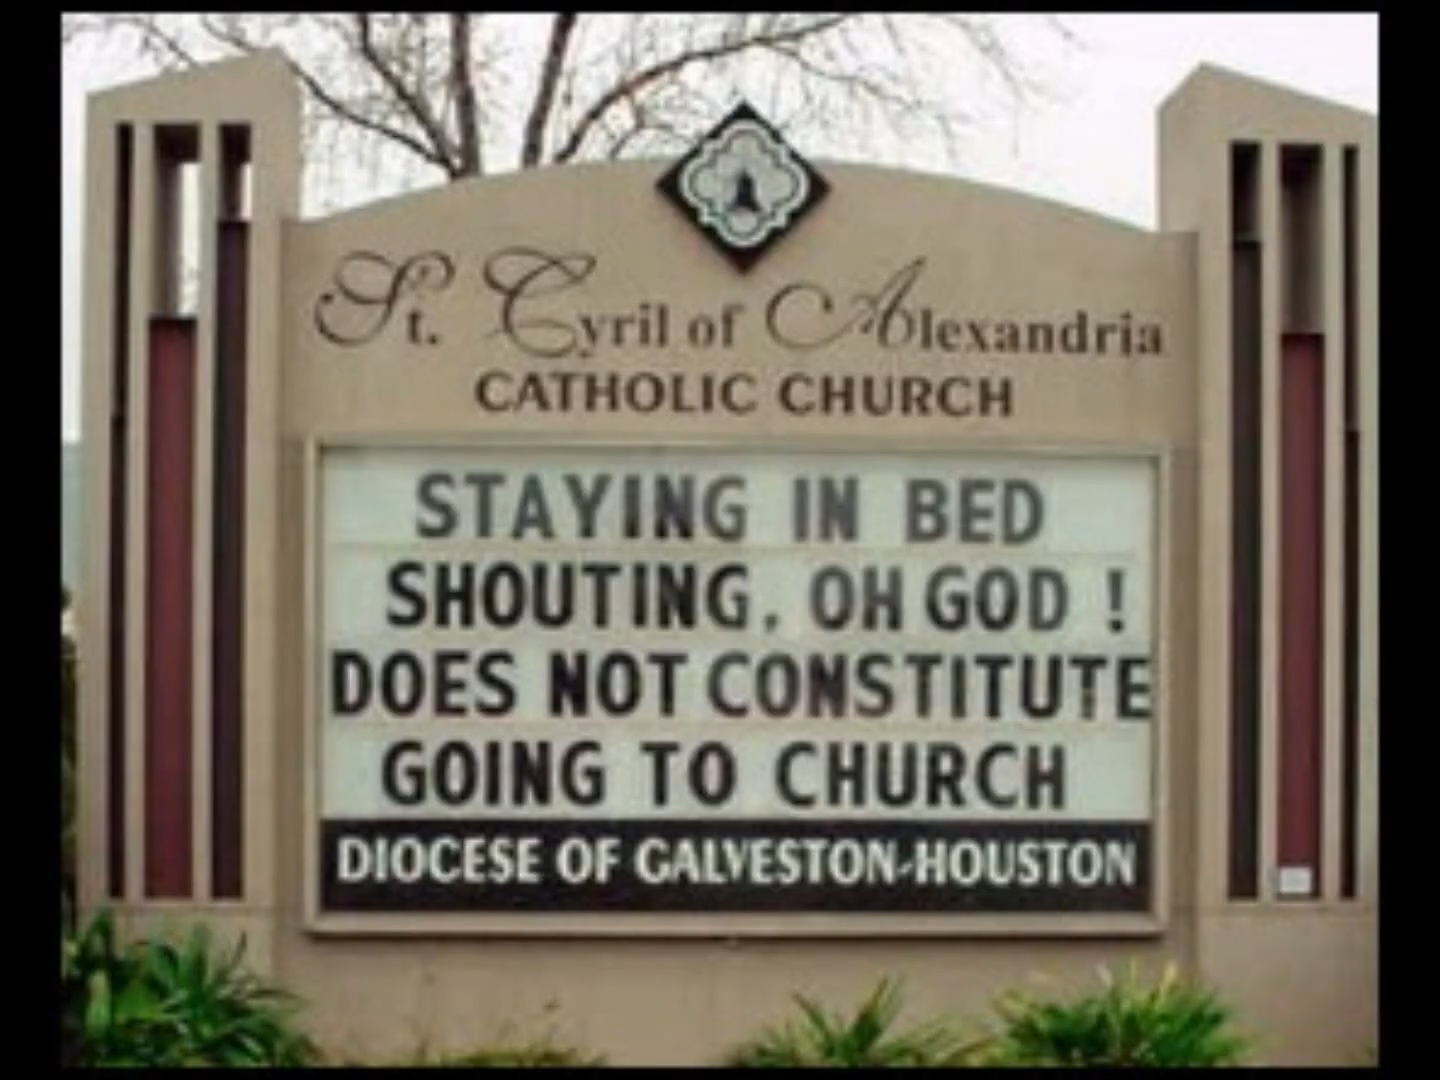 St. Cyril of Alexandria
CATHOLIC CHURCH
STAYING IN BED
SHOUTING, OH GOD !
DOES NOT CONSTITUTE
GOING TO CHURCH
DIOCESE OF GALVESTON-HOUSTON